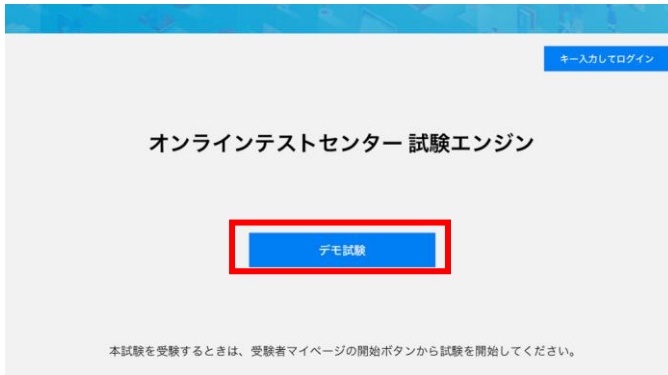 キー入力してログイン
オンラインテストセンター 試験エンジン
デモ試験
本試験を受験するときは、受験者マイページの開始ボタンから試験を開始してください。